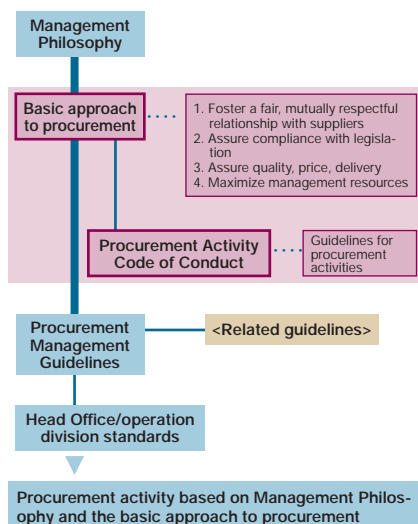 Management
Philosophy
Basic approach
to procurement
1. Foster a fair, mutually respectful
relationship with suppliers
2. Assure compliance with legisla-
tion
3. Assure quality, price, delivery
4. Maximize management resources
Procurement Activity
Code of Conduct
Guidelines for
procurement
activities
Procurement
Management
Guidelines
<Related guidelines>
Head Office/operation
division standards
Procurement activity based on Management Philos-
ophy and the basic approach to procurement